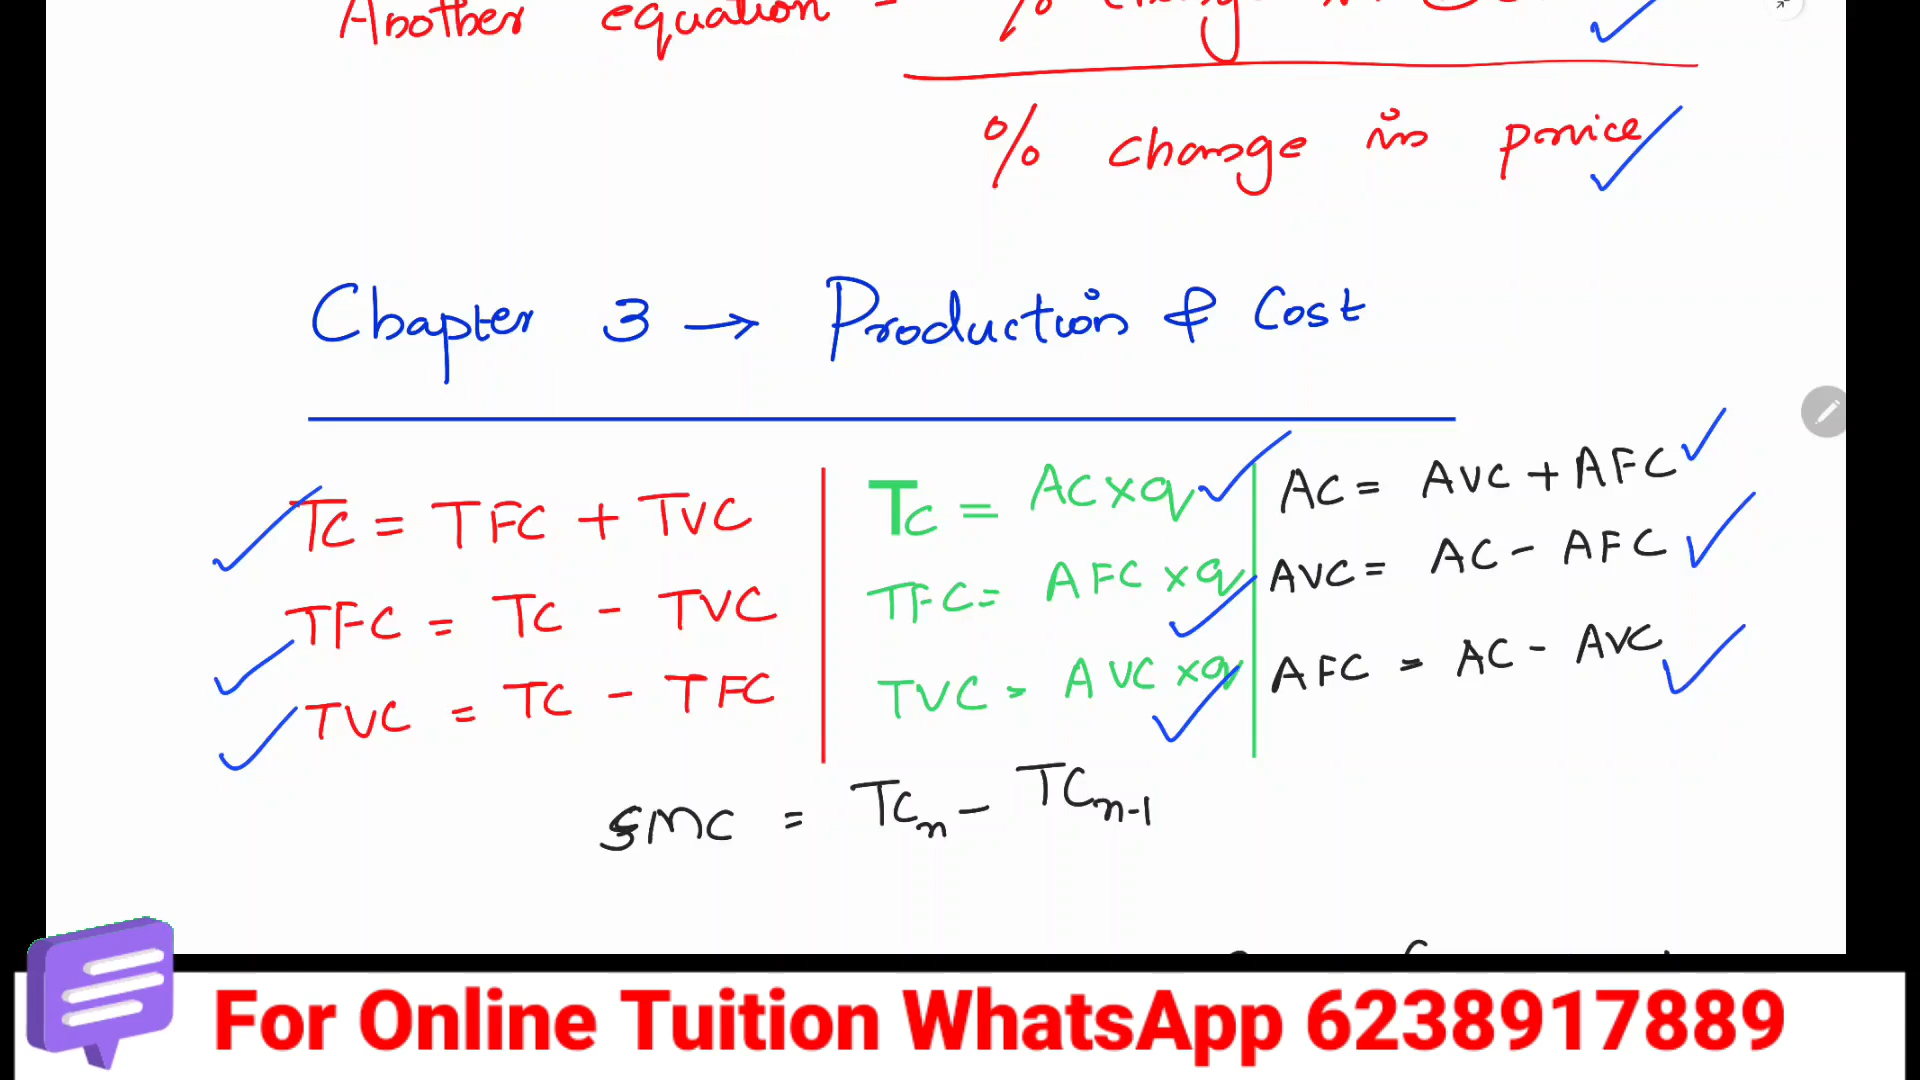 Another equation =
% change in price
Chapter 3 → Production & Cost
TC = TFC + TVC
TFC = TC - TVC
TVC = TC - TFC
TC = AC×q
TFC = AFC×q
TVC = AVC×q
AC = AVC + AFC
AVC = AC - AFC
AFC = AC - AVC
SMC = TCn - TCn-1
For Online Tuition WhatsApp 6238917889